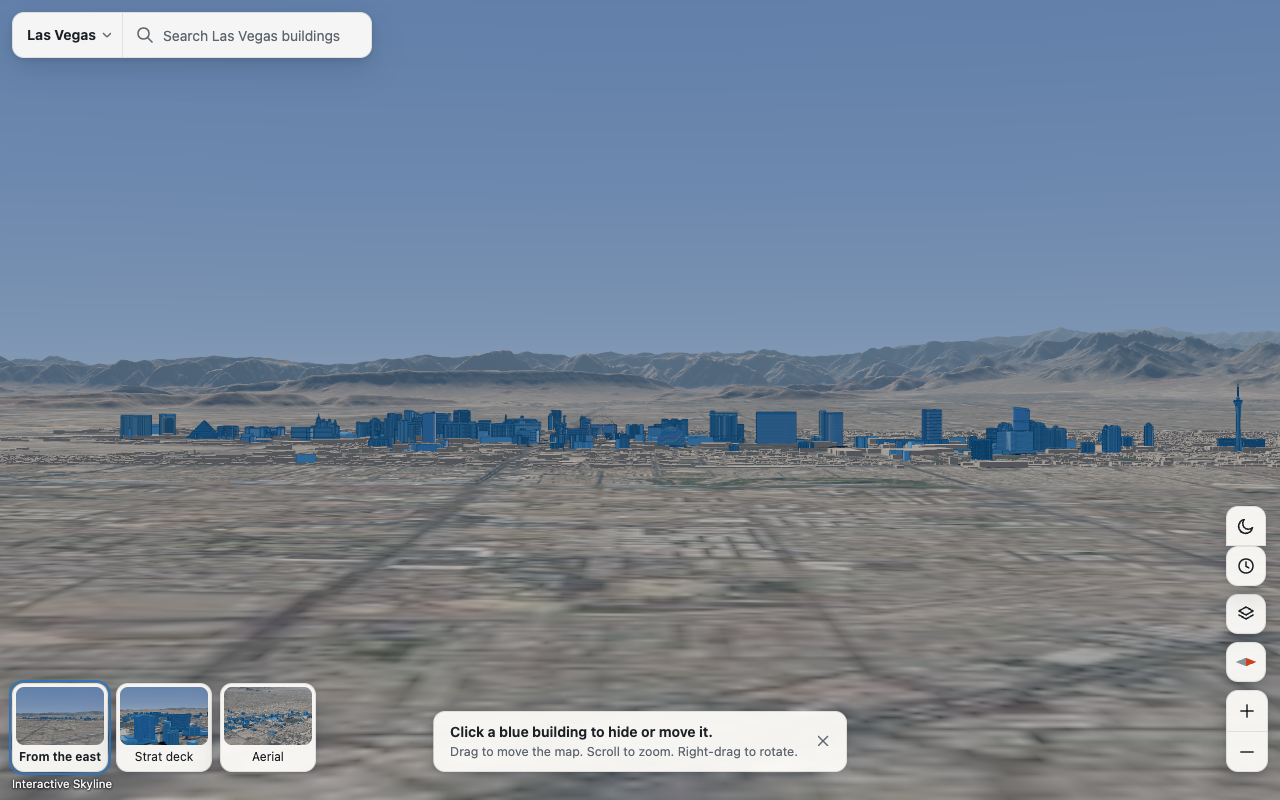 Las Vegas
Search Las Vegas buildings
Click a blue building to hide or move it.
Drag to move the map. Scroll to zoom. Right-drag to rotate.
From the east
Strat deck
Aerial
Interactive Skyline